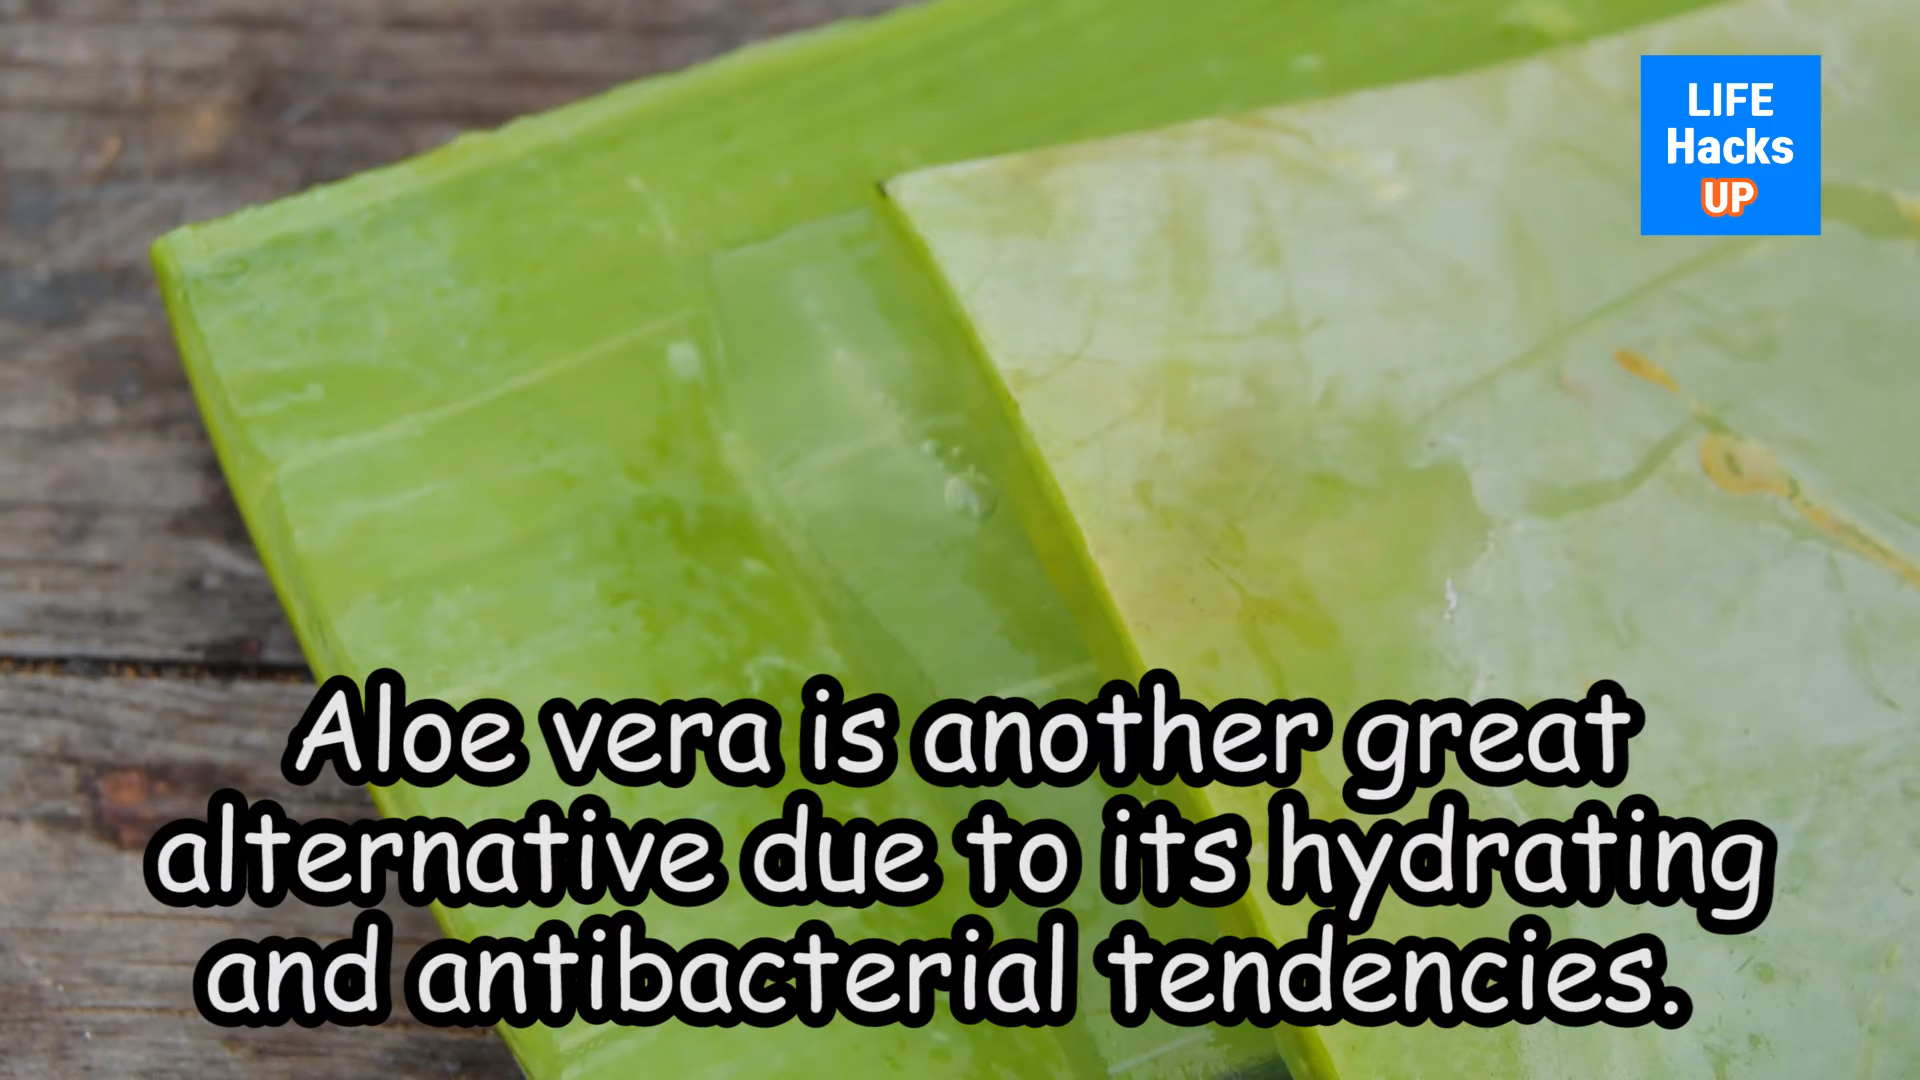 LIFE
Hacks
UP
Aloe vera is another great
alternative due to its hydrating
and antibacterial tendencies.